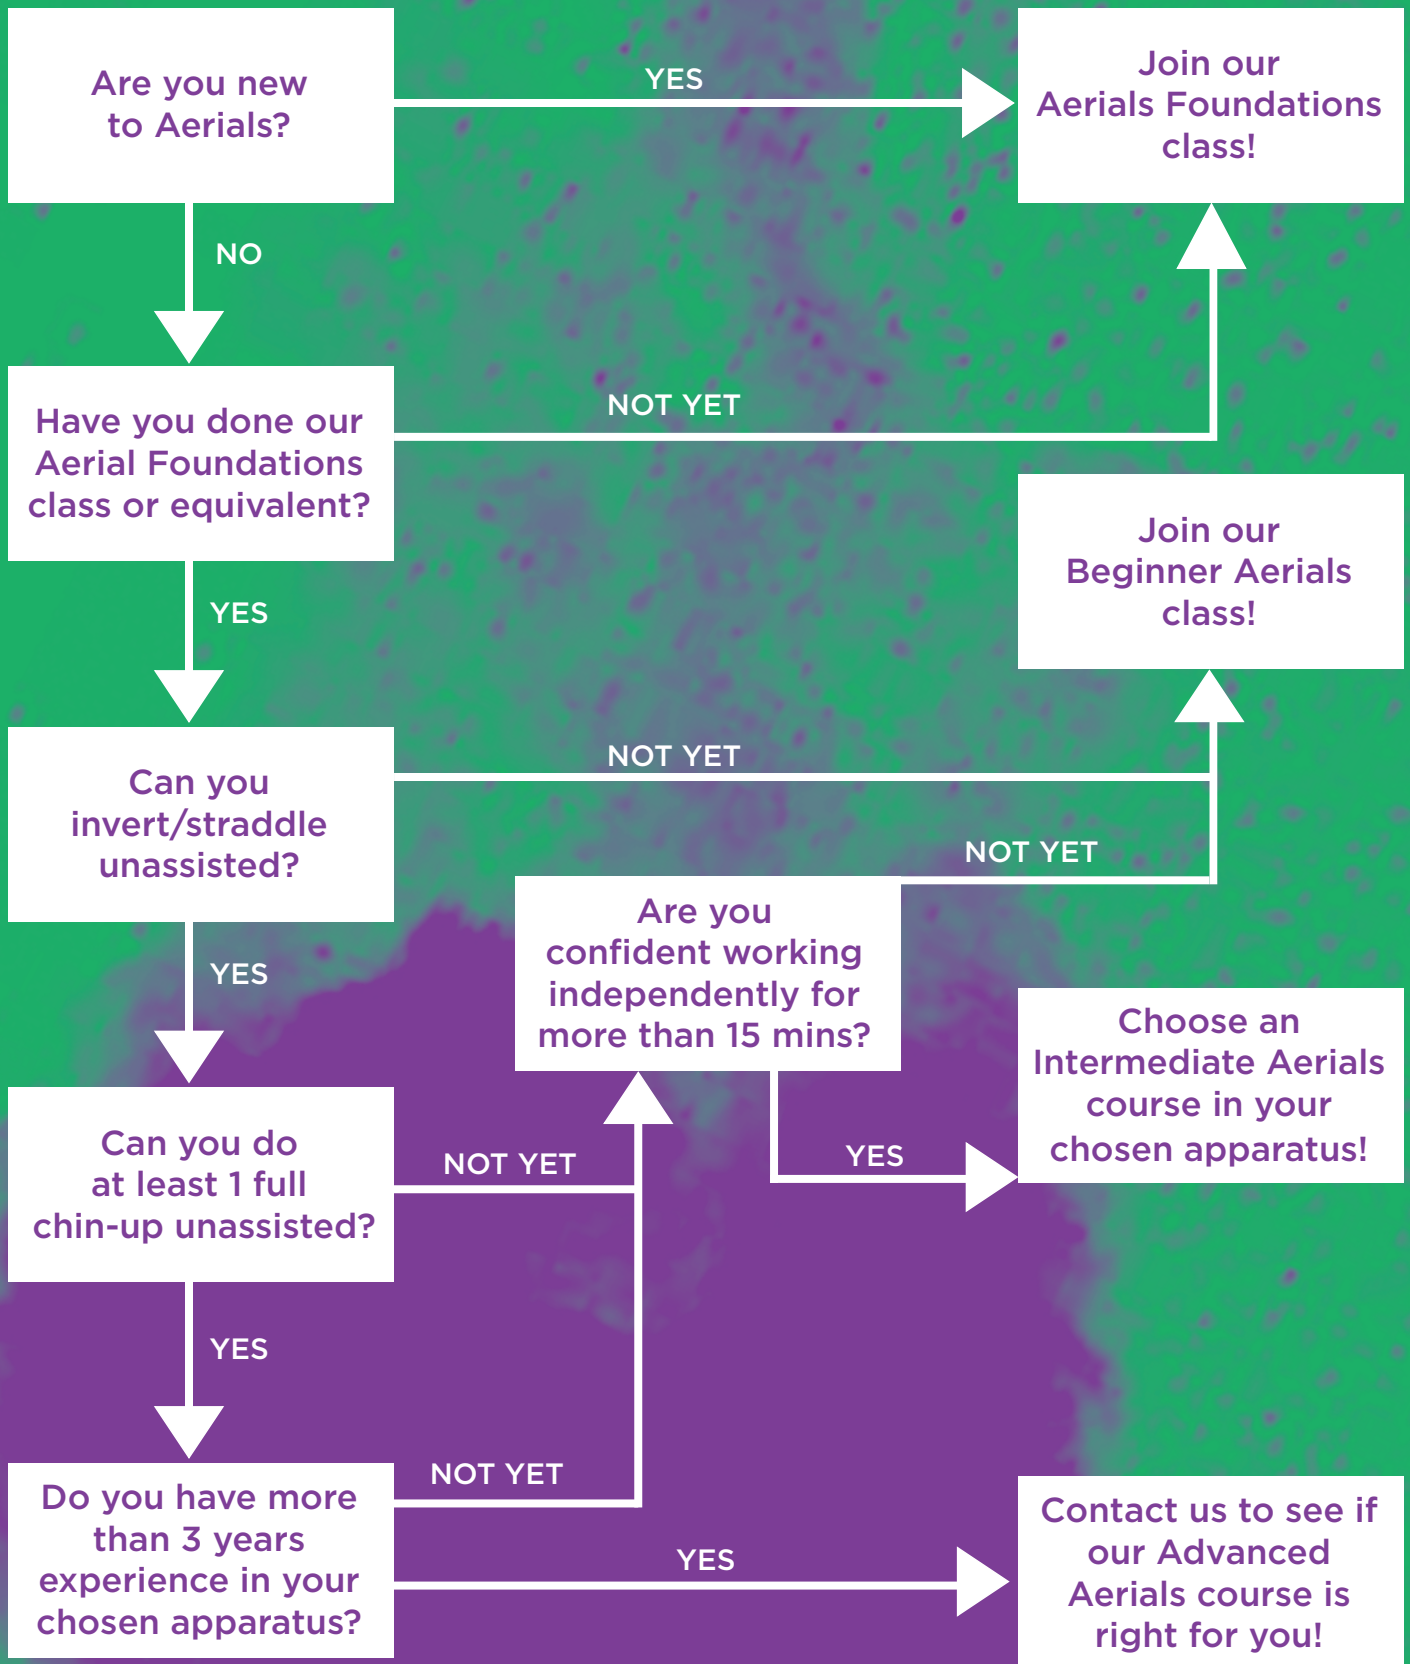 Are you new
to Aerials?
YES
Join our
Aerials Foundations
class!
NO
Have you done our
Aerial Foundations
class or equivalent?
NOT YET
Join our
Beginner Aerials
class!
YES
Can you
invert/straddle
unassisted?
NOT YET
NOT YET
Are you
confident working
independently for
more than 15 mins?
YES
Choose an
Intermediate Aerials
course in your
chosen apparatus!
Can you do
at least 1 full
chin-up unassisted?
NOT YET
YES
YES
Do you have more
than 3 years
experience in your
chosen apparatus?
NOT YET
YES
Contact us to see if
our Advanced
Aerials course is
right for you!